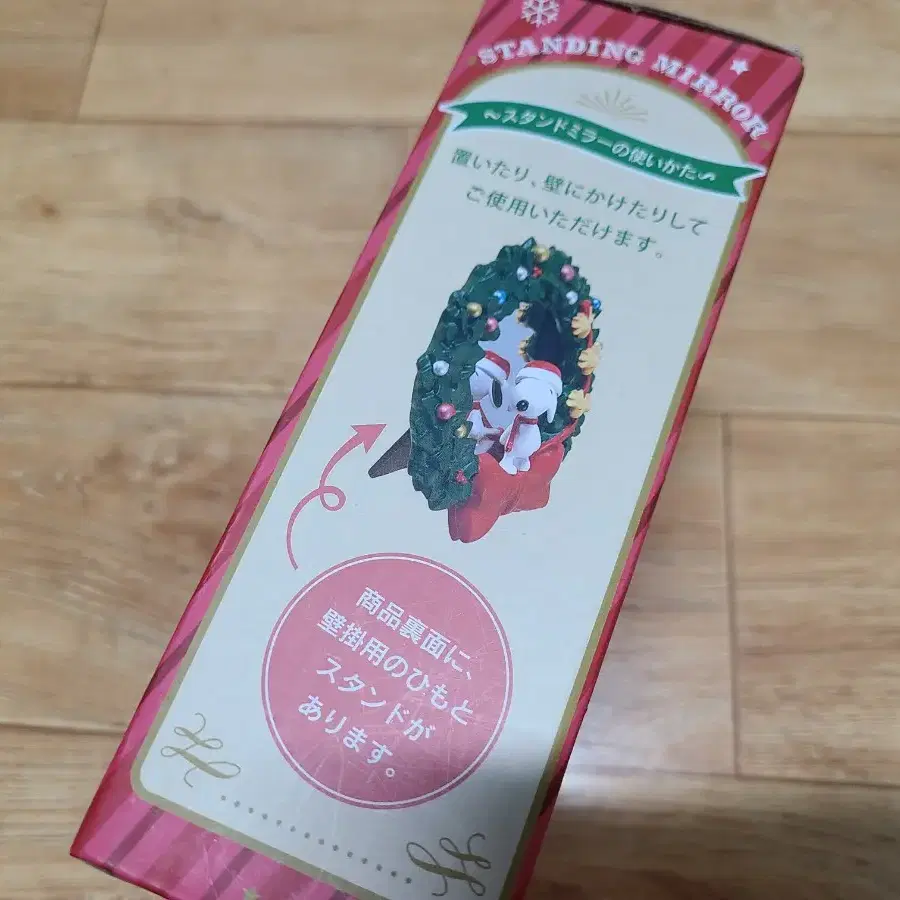 STANDING MIRROR
～スタンドミラーの使いかた～
置いたり、壁にかけたりして
ご使用いただけます。
商品裏面に、
壁掛用のひもと
スタンドが
あります。